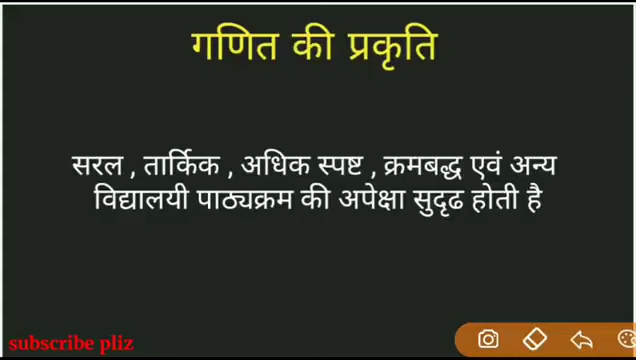 गणित की प्रकृति
सरल , तार्किक , अधिक स्पष्ट , क्रमबद्ध एवं अन्य
विद्यालयी पाठ्यक्रम की अपेक्षा सुदृढ होती है
subscribe pliz